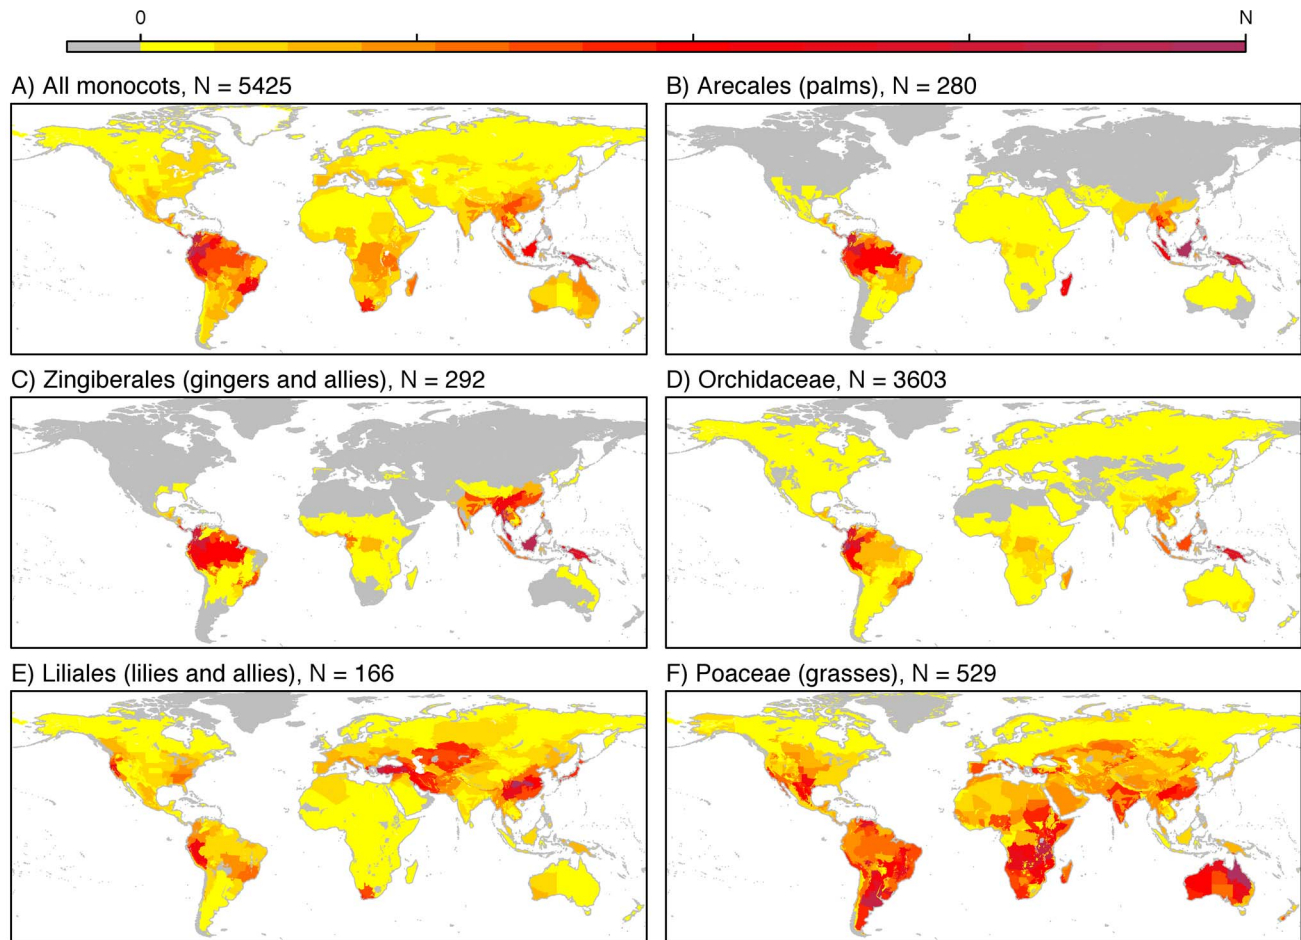 0 N
A) All monocots, N = 5425
B) Arecales (palms), N = 280
C) Zingiberales (gingers and allies), N = 292
D) Orchidaceae, N = 3603
E) Liliales (lilies and allies), N = 166
F) Poaceae (grasses), N = 529